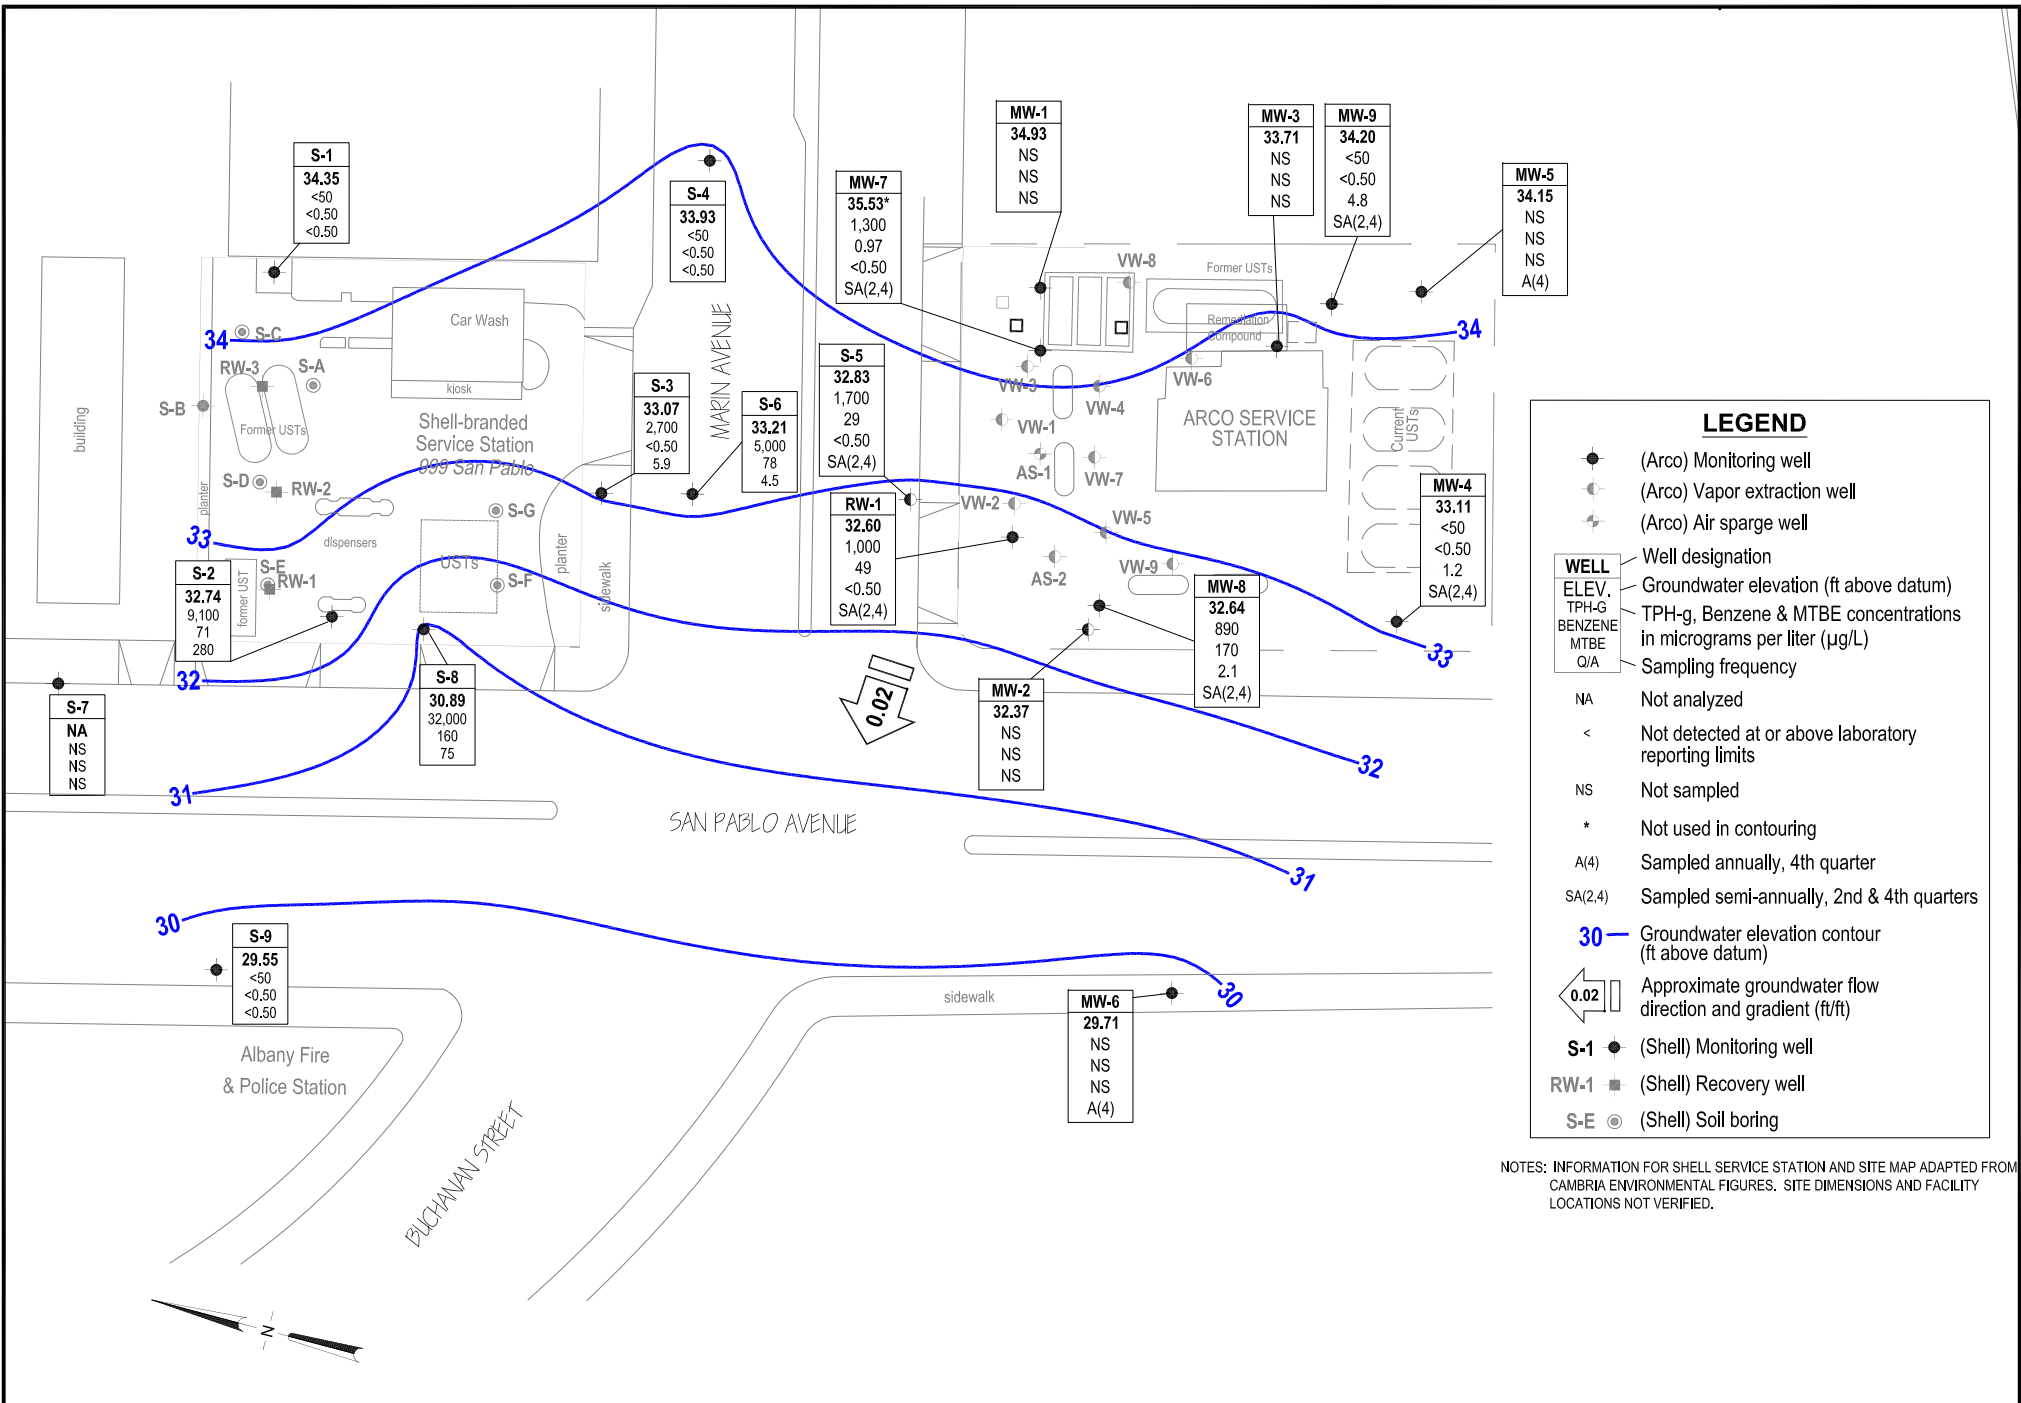 S-1
34.35
<50
<0.50
<0.50
S-4
33.93
<50
<0.50
<0.50
MW-7
35.53*
1,300
0.97
<0.50
SA(2,4)
MW-1
34.93
NS
NS
NS
MW-3
33.71
NS
NS
NS
MW-9
34.20
<50
<0.50
4.8
SA(2,4)
MW-5
34.15
NS
NS
NS
A(4)
VW-8
Former USTs
Remediation
Compound
Car Wash
kiosk
34
S-C
RW-3
S-A
S-B
Former USTs
building
planter
Shell-branded
Service Station
999 San Pablo
MARIN AVENUE
S-3
33.07
2,700
<0.50
5.9
S-6
33.21
5,000
78
4.5
S-5
32.83
1,700
29
<0.50
SA(2,4)
34
VW-3
VW-4
VW-6
VW-1
AS-1
VW-7
ARCO SERVICE
STATION
Current
USTs
S-D
RW-2
S-G
dispensers
33
USTs
S-F
S-E
RW-1
former UST
planter
sidewalk
RW-1
32.60
1,000
49
<0.50
SA(2,4)
VW-2
VW-5
AS-2
VW-9
MW-4
33.11
<50
<0.50
1.2
SA(2,4)
S-2
32.74
9,100
71
280
MW-8
32.64
890
170
2.1
SA(2,4)
33
32
S-7
NA
NS
NS
NS
S-8
30.89
32,000
160
75
0.02
MW-2
32.37
NS
NS
NS
32
31
SAN PABLO AVENUE
31
30
S-9
29.55
<50
<0.50
<0.50
30
sidewalk
MW-6
29.71
NS
NS
NS
A(4)
Albany Fire
& Police Station
BUCHANAN STREET
N
LEGEND
(Arco) Monitoring well
(Arco) Vapor extraction well
(Arco) Air sparge well
WELL
ELEV.
TPH-G
BENZENE
MTBE
Q/A
Well designation
Groundwater elevation (ft above datum)
TPH-g, Benzene & MTBE concentrations
in micrograms per liter (µg/L)
Sampling frequency
NA Not analyzed
< Not detected at or above laboratory
reporting limits
NS Not sampled
* Not used in contouring
A(4) Sampled annually, 4th quarter
SA(2,4) Sampled semi-annually, 2nd & 4th quarters
30 Groundwater elevation contour
(ft above datum)
0.02 Approximate groundwater flow
direction and gradient (ft/ft)
S-1 (Shell) Monitoring well
RW-1 (Shell) Recovery well
S-E (Shell) Soil boring
NOTES: INFORMATION FOR SHELL SERVICE STATION AND SITE MAP ADAPTED FROM
CAMBRIA ENVIRONMENTAL FIGURES. SITE DIMENSIONS AND FACILITY
LOCATIONS NOT VERIFIED.